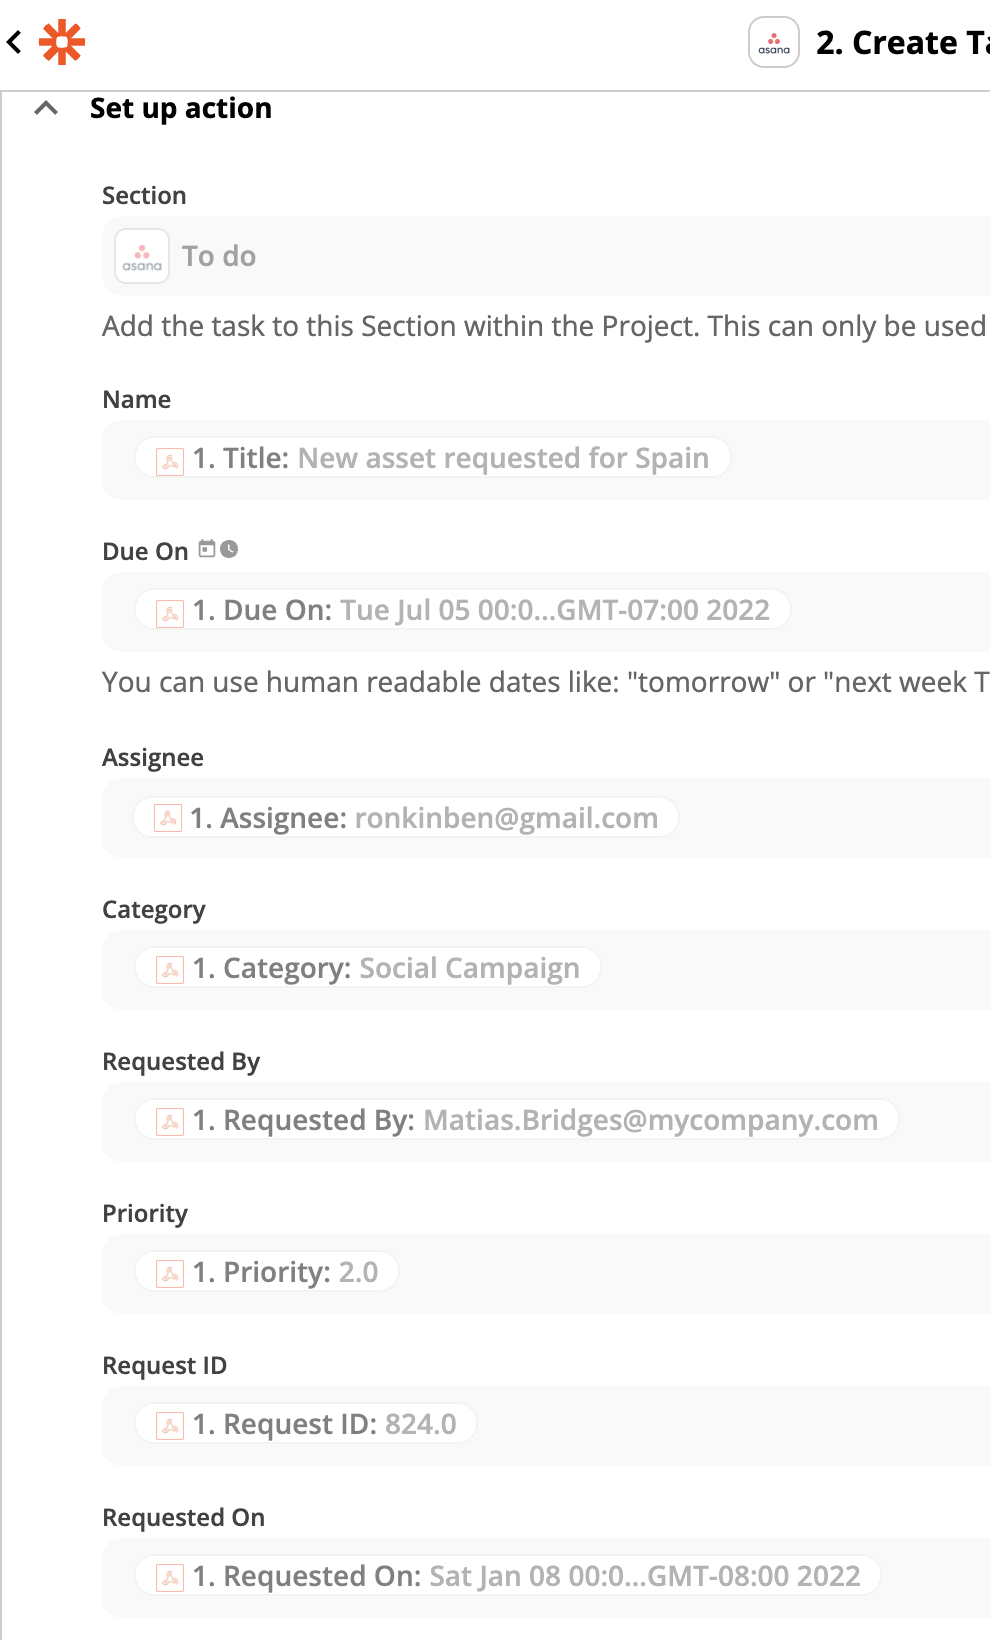 asana 2. Create Ta
Set up action
Section
asana To do
Add the task to this Section within the Project. This can only be used
Name
1. Title: New asset requested for Spain
Due On
1. Due On: Tue Jul 05 00:0...GMT-07:00 2022
You can use human readable dates like: "tomorrow" or "next week T
Assignee
1. Assignee: ronkinben@gmail.com
Category
1. Category: Social Campaign
Requested By
1. Requested By: Matias.Bridges@mycompany.com
Priority
1. Priority: 2.0
Request ID
1. Request ID: 824.0
Requested On
1. Requested On: Sat Jan 08 00:0...GMT-08:00 2022